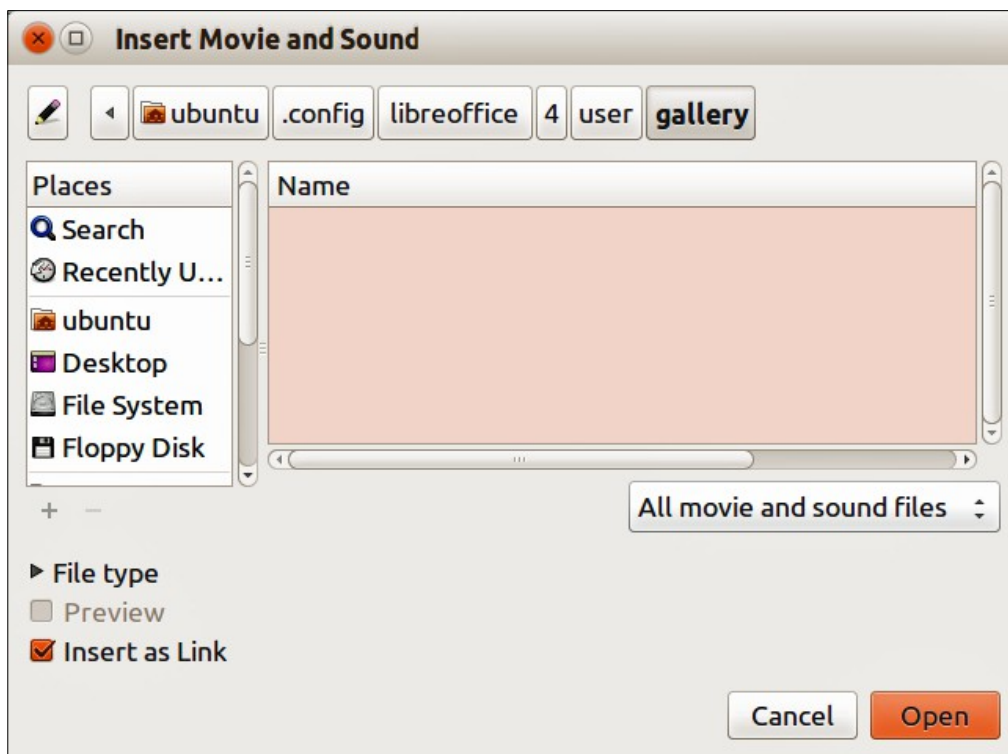 Insert Movie and Sound
ubuntu .config libreoffice 4 user gallery
Places
Name
Search
Recently U...
ubuntu
Desktop
File System
Floppy Disk
All movie and sound files
File type
Preview
Insert as Link
Cancel Open